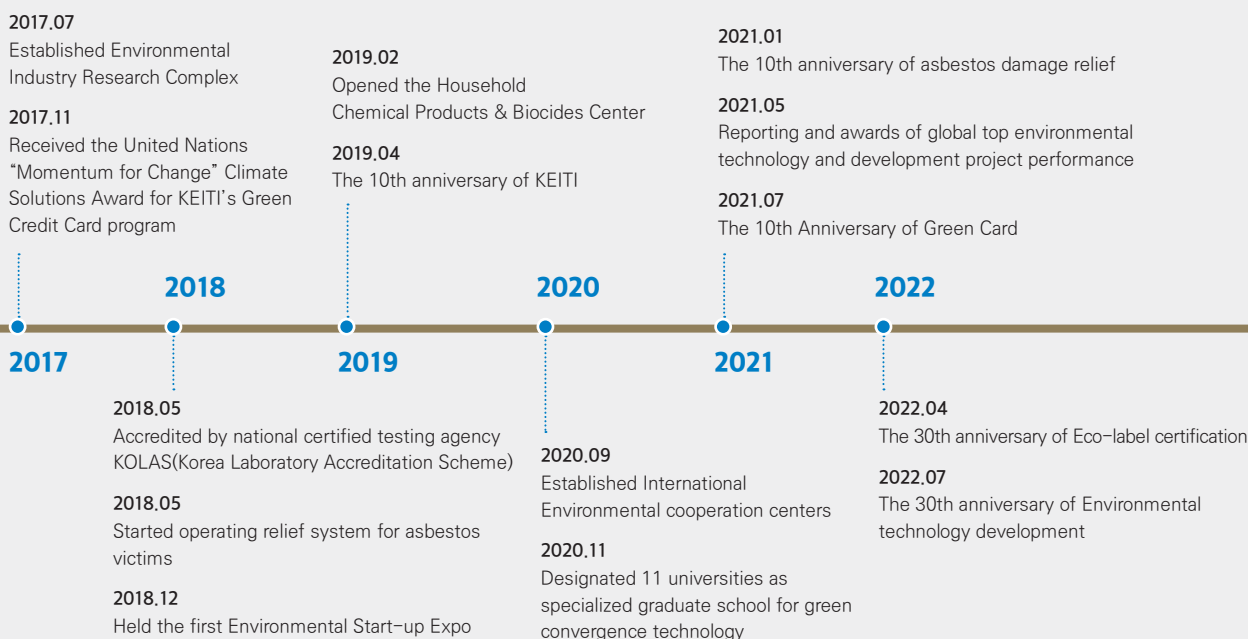 2017.07
Established Environmental
Industry Research Complex
2017.11
Received the United Nations
“Momentum for Change” Climate
Solutions Award for KEITI's Green
Credit Card program
2017
2018
2018.05
Accredited by national certified testing agency
KOLAS(Korea Laboratory Accreditation Scheme)
2018.05
Started operating relief system for asbestos
victims
2018.12
Held the first Environmental Start-up Expo
2019.02
Opened the Household
Chemical Products & Biocides Center
2019.04
The 10th anniversary of KEITI
2019
2020
2020.09
Established International
Environmental cooperation centers
2020.11
Designated 11 universities as
specialized graduate school for green
convergence technology
2021.01
The 10th anniversary of asbestos damage relief
2021.05
Reporting and awards of global top environmental
technology and development project performance
2021.07
The 10th Anniversary of Green Card
2021
2022
2022.04
The 30th anniversary of Eco-label certification
2022.07
The 30th anniversary of Environmental
technology development